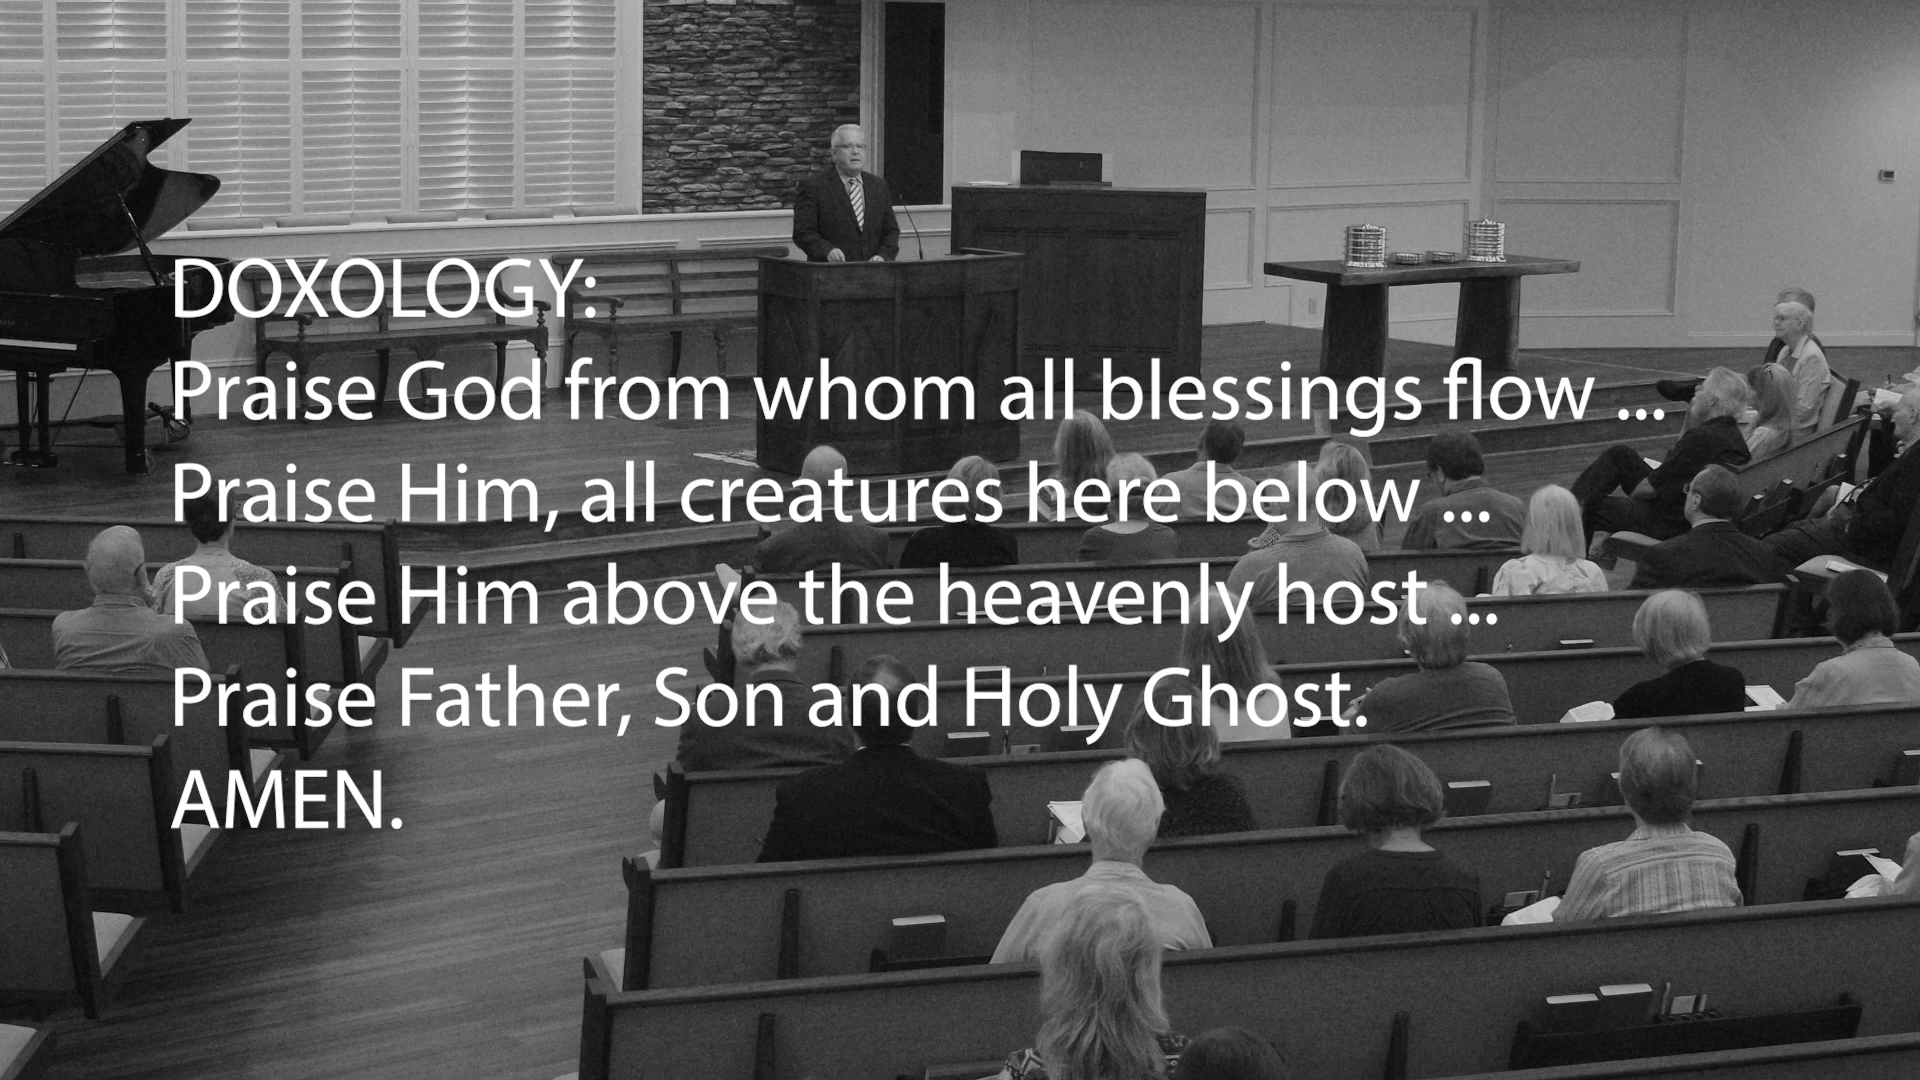 DOXOLOGY:
Praise God from whom all blessings flow ...
Praise Him, all creatures here below ...
Praise Him above the heavenly host ...
Praise Father, Son and Holy Ghost.
AMEN.